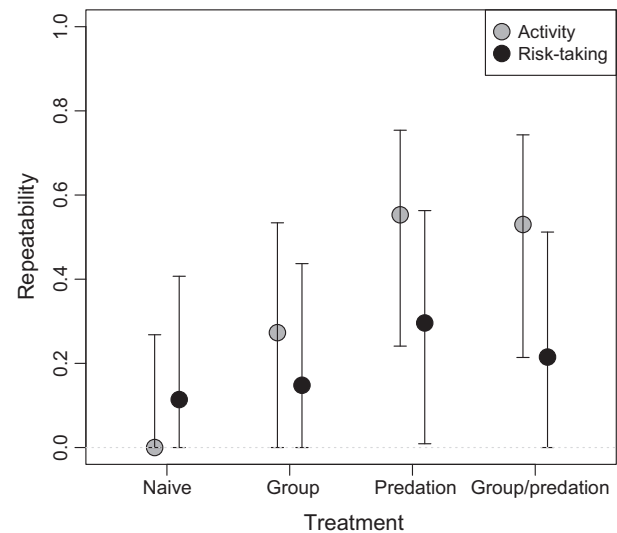 Activity
Risk-taking
1.0
0.8
0.6
0.4
0.2
0.0
Repeatability
Naive Group Predation Group/predation
Treatment